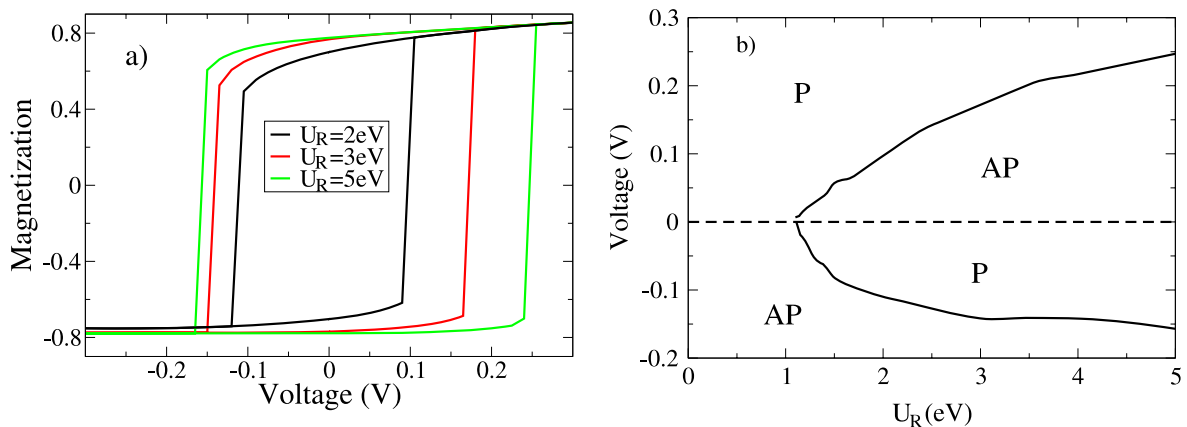 a)
0.8
0.4
0
-0.4
-0.8
Magnetization
U_R=2eV
U_R=3eV
U_R=5eV
-0.2
-0.1
0
0.1
0.2
Voltage (V)
b)
0.3
0.2
0.1
0
-0.1
-0.2
Voltage (V)
P
AP
P
AP
0
1
2
3
4
5
U_R(eV)